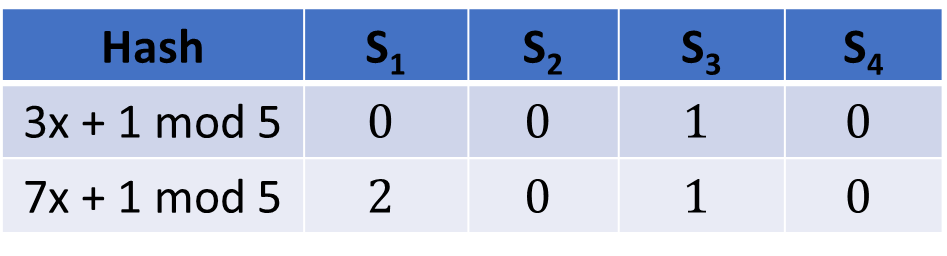 Hash S₁ S₂ S₃ S₄
3x + 1 mod 5 0 0 1 0
7x + 1 mod 5 2 0 1 0